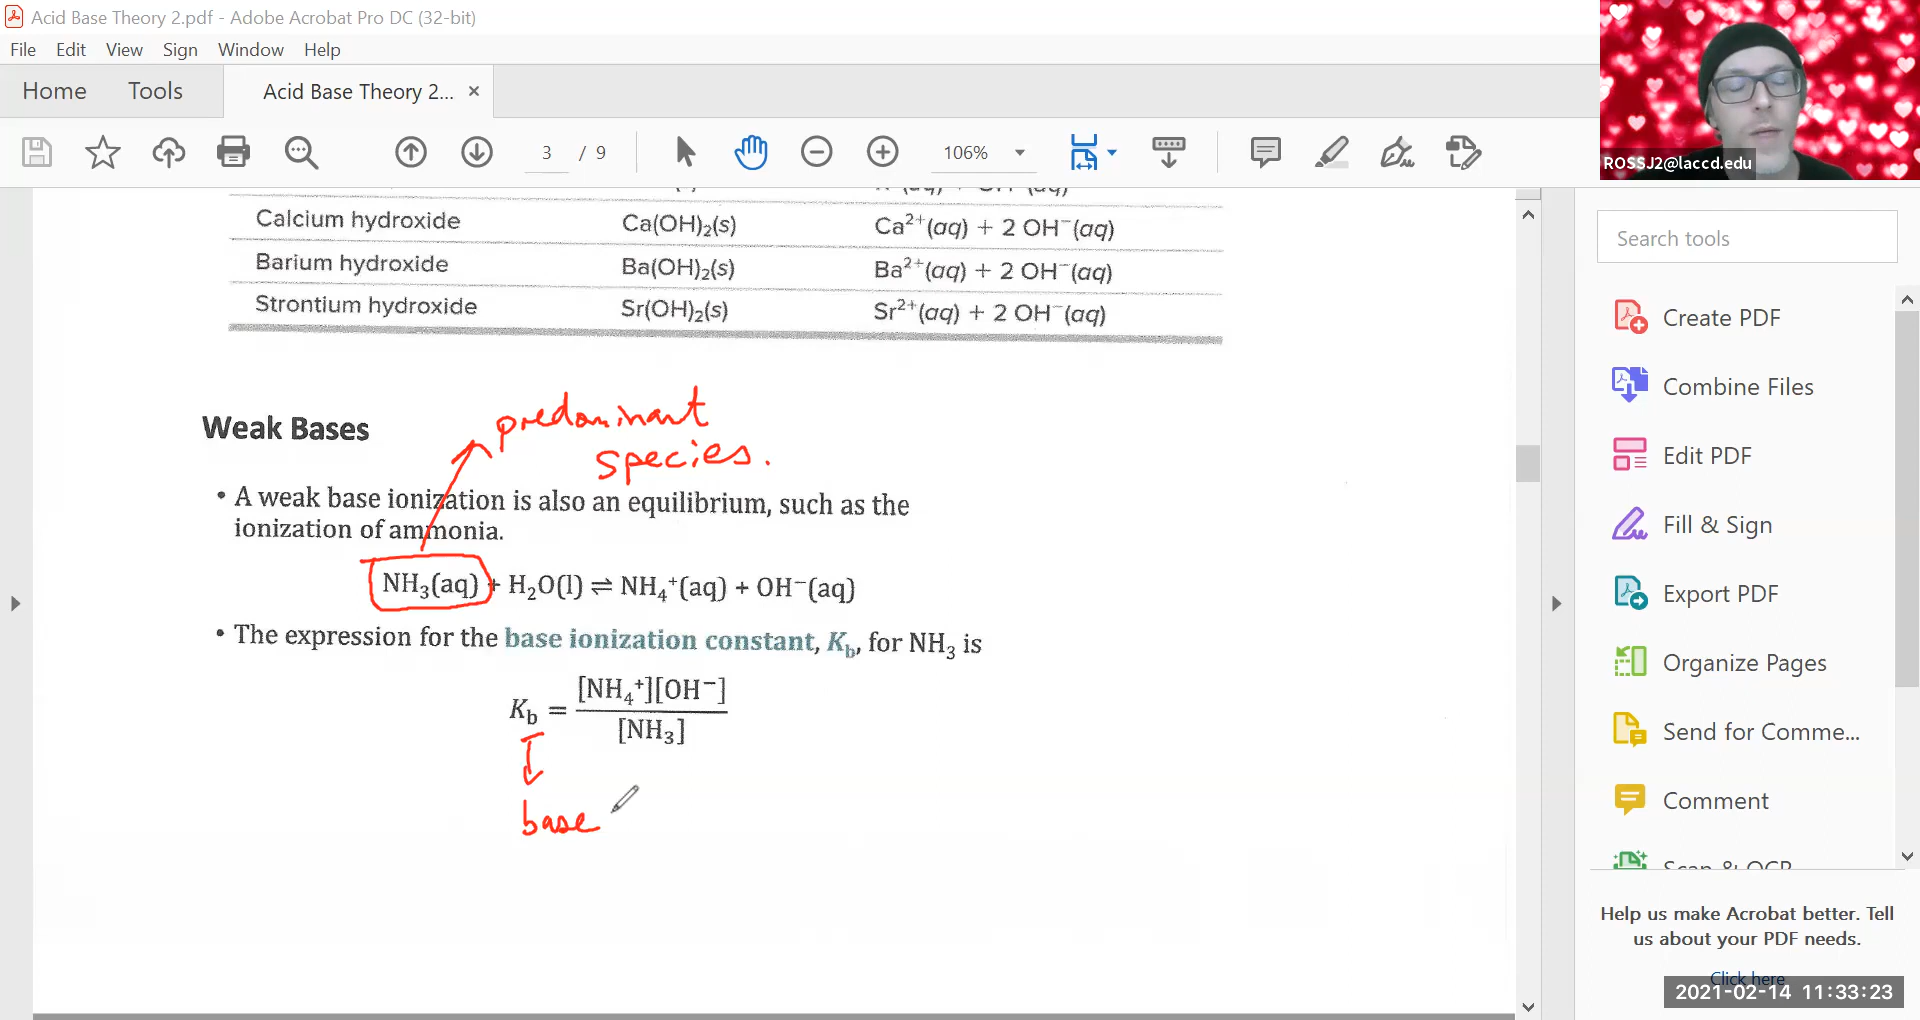 Acid Base Theory 2.pdf - Adobe Acrobat Pro DC (32-bit)
File Edit View Sign Window Help
Home Tools Acid Base Theory 2... ×
3 / 9 106%
ROSSJ2@laccd.edu
Calcium hydroxide Ca(OH)₂(s) Ca²⁺(aq) + 2 OH⁻(aq)
Barium hydroxide Ba(OH)₂(s) Ba²⁺(aq) + 2 OH⁻(aq)
Strontium hydroxide Sr(OH)₂(s) Sr²⁺(aq) + 2 OH⁻(aq)
predominant
species.
Weak Bases
• A weak base ionization is also an equilibrium, such as the
ionization of ammonia.
NH₃(aq) + H₂O(l) ⇌ NH₄⁺(aq) + OH⁻(aq)
• The expression for the base ionization constant, K_b, for NH₃ is
K_b = [NH₄⁺][OH⁻]
[NH₃]
base
Search tools
Create PDF
Combine Files
Edit PDF
Fill & Sign
Export PDF
Organize Pages
Send for Comme...
Comment
Scan & OCR
Help us make Acrobat better. Tell
us about your PDF needs.
Click here
2021-02-14 11:33:23